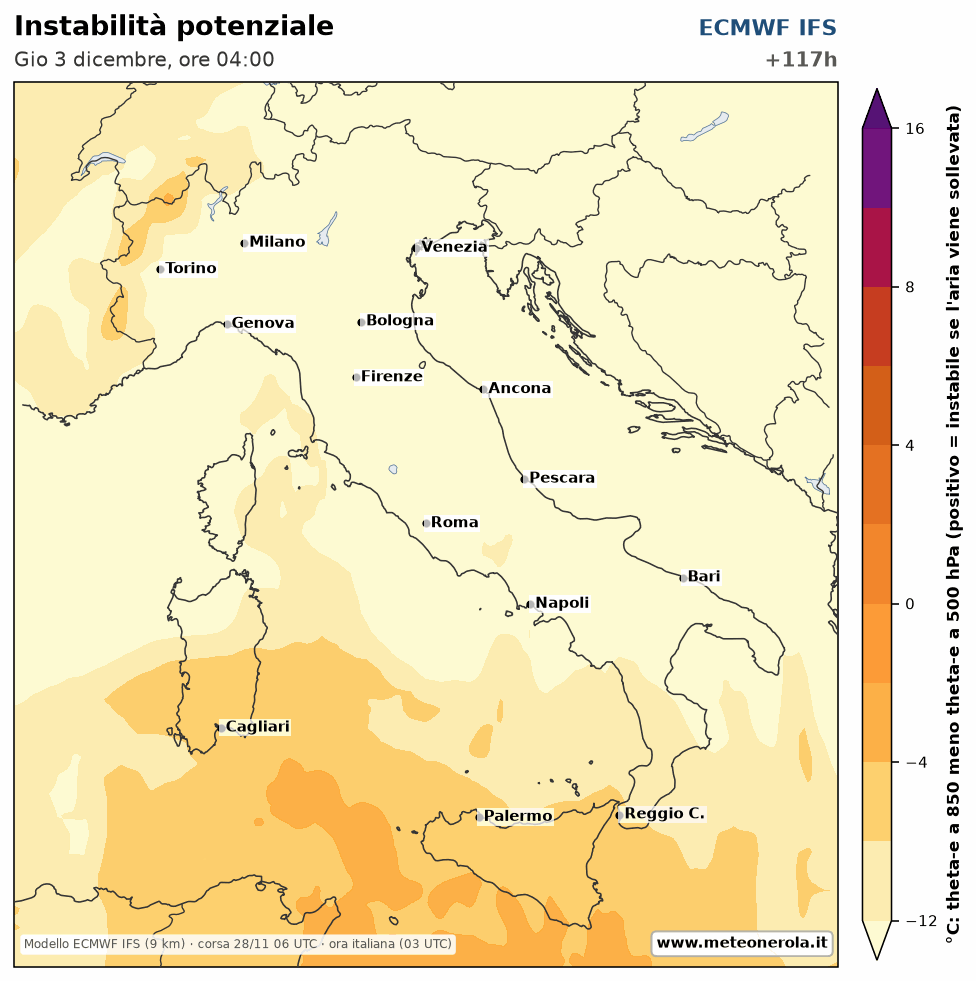 Instabilità potenziale
ECMWF IFS
Gio 3 dicembre, ore 04:00
+117h
Milano
Venezia
Torino
Genova
Bologna
Firenze
Ancona
Pescara
Roma
Bari
Napoli
Cagliari
Palermo
Reggio C.
16
8
4
0
−4
−12
°C: theta-e a 850 meno theta-e a 500 hPa (positivo = instabile se l'aria viene sollevata)
Modello ECMWF IFS (9 km) · corsa 28/11 06 UTC · ora italiana (03 UTC)
www.meteonerola.it